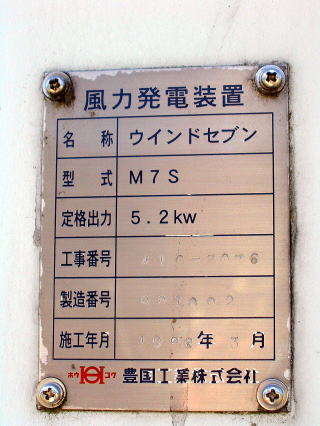 風力発電装置
名称 ウインドセブン
型式 M7S
定格出力 5.2kw
工事番号
製造番号
施工年月 年 月
ホウ コク 豊国工業株式会社